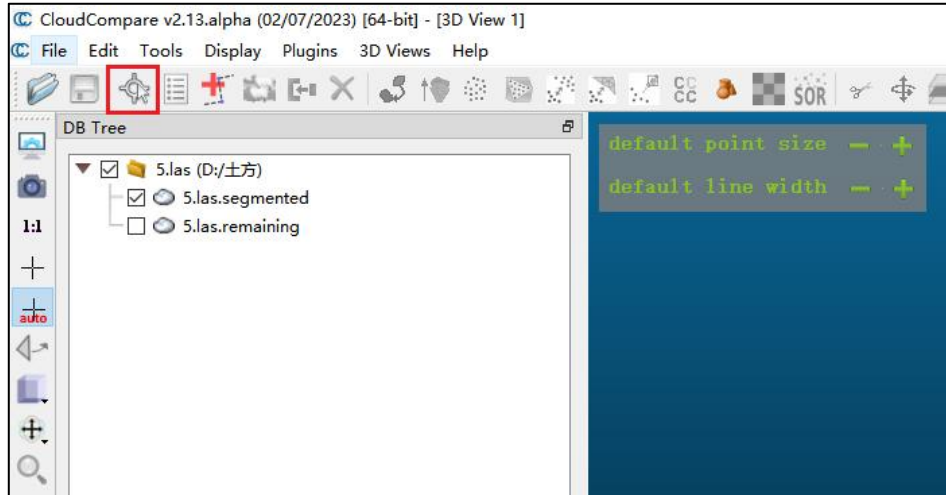 CloudCompare v2.13.alpha (02/07/2023) [64-bit] - [3D View 1]
File Edit Tools Display Plugins 3D Views Help
CC CC SOR
DB Tree
default point size
5.las (D:/土方)
default line width
5.las.segmented
1:1
5.las.remaining
auto